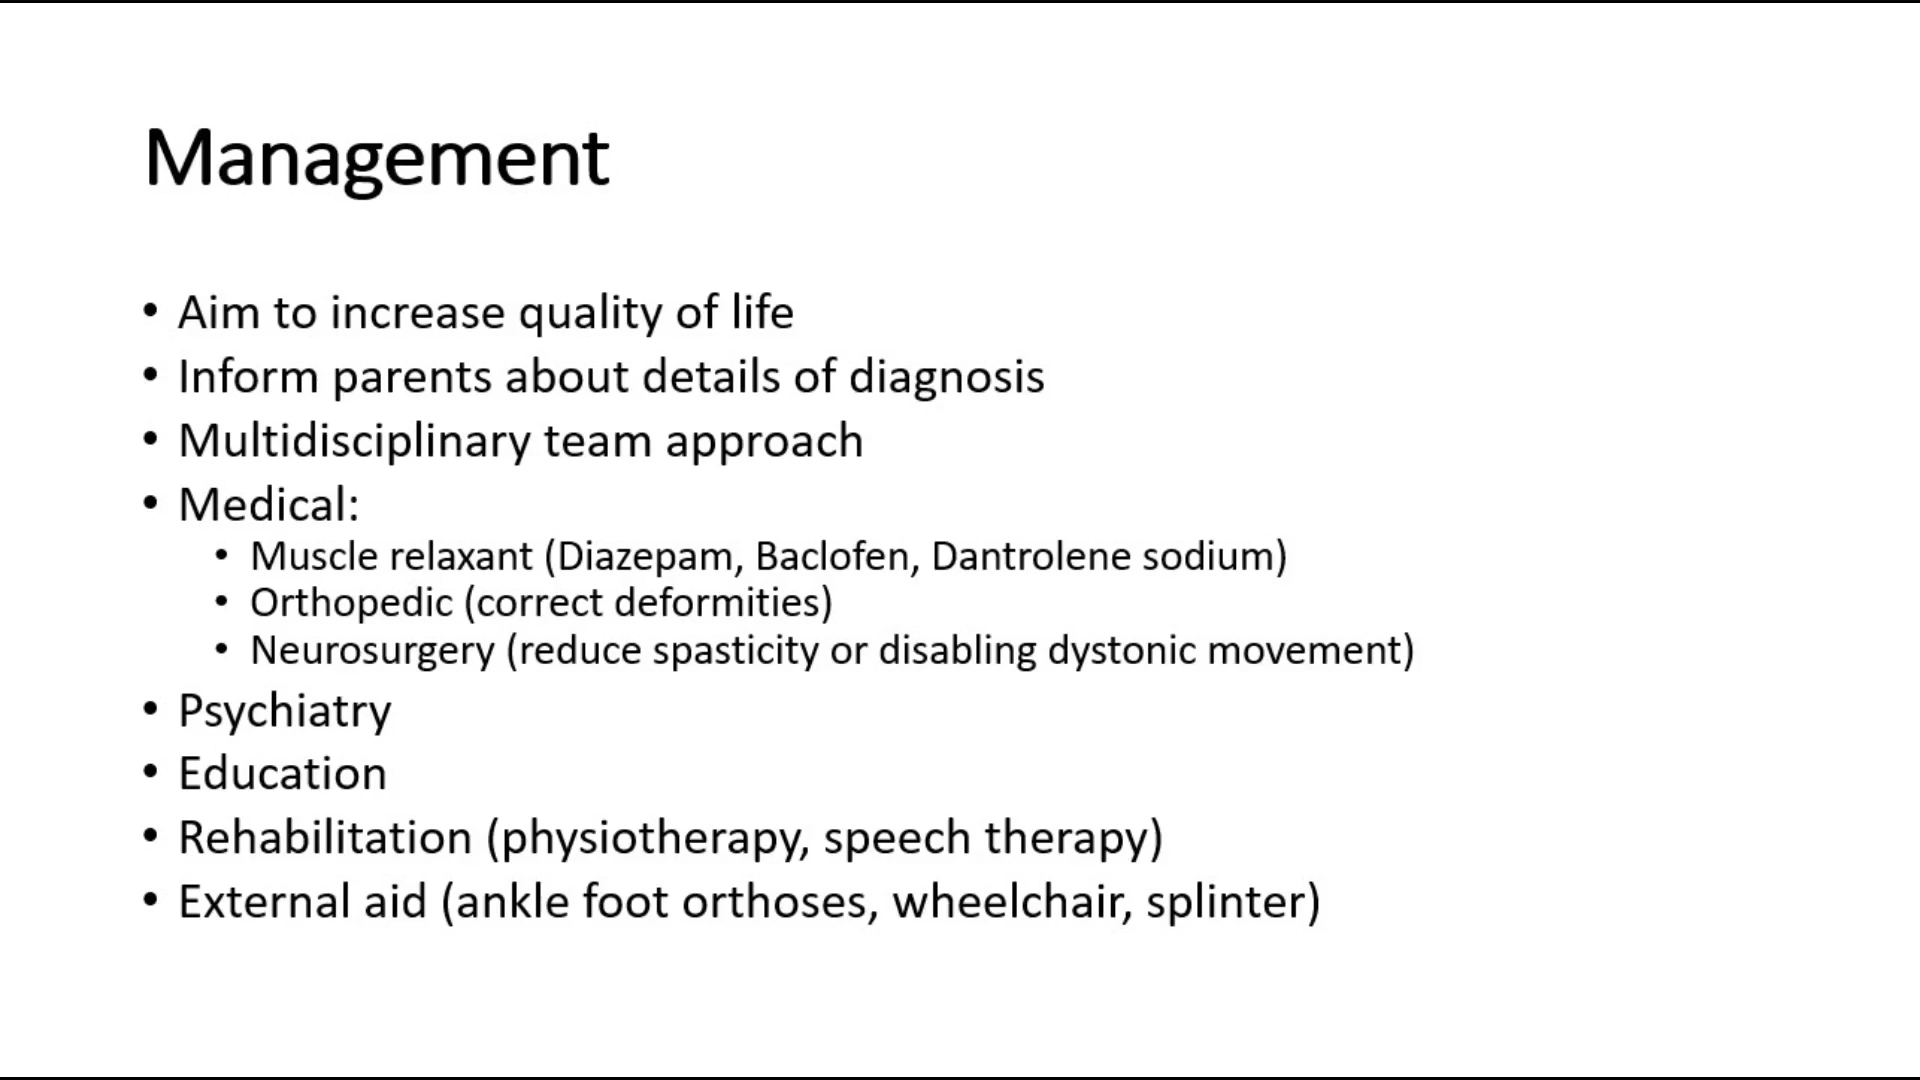 Management
• Aim to increase quality of life
• Inform parents about details of diagnosis
• Multidisciplinary team approach
• Medical:
• Muscle relaxant (Diazepam, Baclofen, Dantrolene sodium)
• Orthopedic (correct deformities)
• Neurosurgery (reduce spasticity or disabling dystonic movement)
• Psychiatry
• Education
• Rehabilitation (physiotherapy, speech therapy)
• External aid (ankle foot orthoses, wheelchair, splinter)